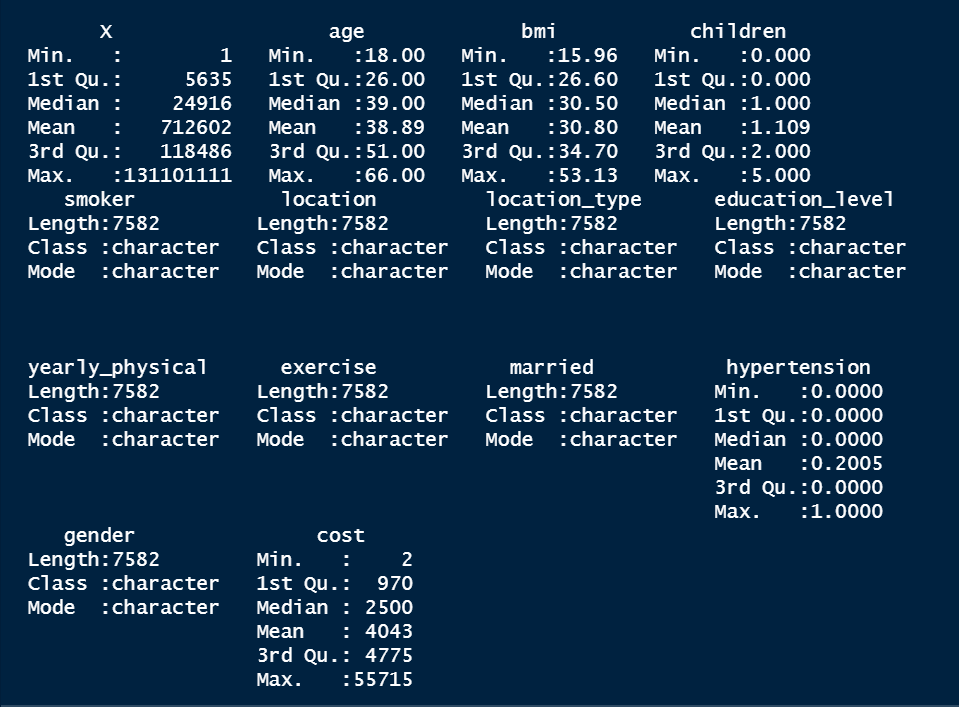 X age bmi children
Min. : 1 Min. :18.00 Min. :15.96 Min. :0.000
1st Qu.: 5635 1st Qu.:26.00 1st Qu.:26.60 1st Qu.:0.000
Median : 24916 Median :39.00 Median :30.50 Median :1.000
Mean : 712602 Mean :38.89 Mean :30.80 Mean :1.109
3rd Qu.: 118486 3rd Qu.:51.00 3rd Qu.:34.70 3rd Qu.:2.000
Max. :131101111 Max. :66.00 Max. :53.13 Max. :5.000
smoker location location_type education_level
Length:7582 Length:7582 Length:7582 Length:7582
Class :character Class :character Class :character Class :character
Mode :character Mode :character Mode :character Mode :character
yearly_physical exercise married hypertension
Length:7582 Length:7582 Length:7582 Min. :0.0000
Class :character Class :character Class :character 1st Qu.:0.0000
Mode :character Mode :character Mode :character Median :0.0000
Mean :0.2005
3rd Qu.:0.0000
Max. :1.0000
gender cost
Length:7582 Min. : 2
Class :character 1st Qu.: 970
Mode :character Median : 2500
Mean : 4043
3rd Qu.: 4775
Max. :55715